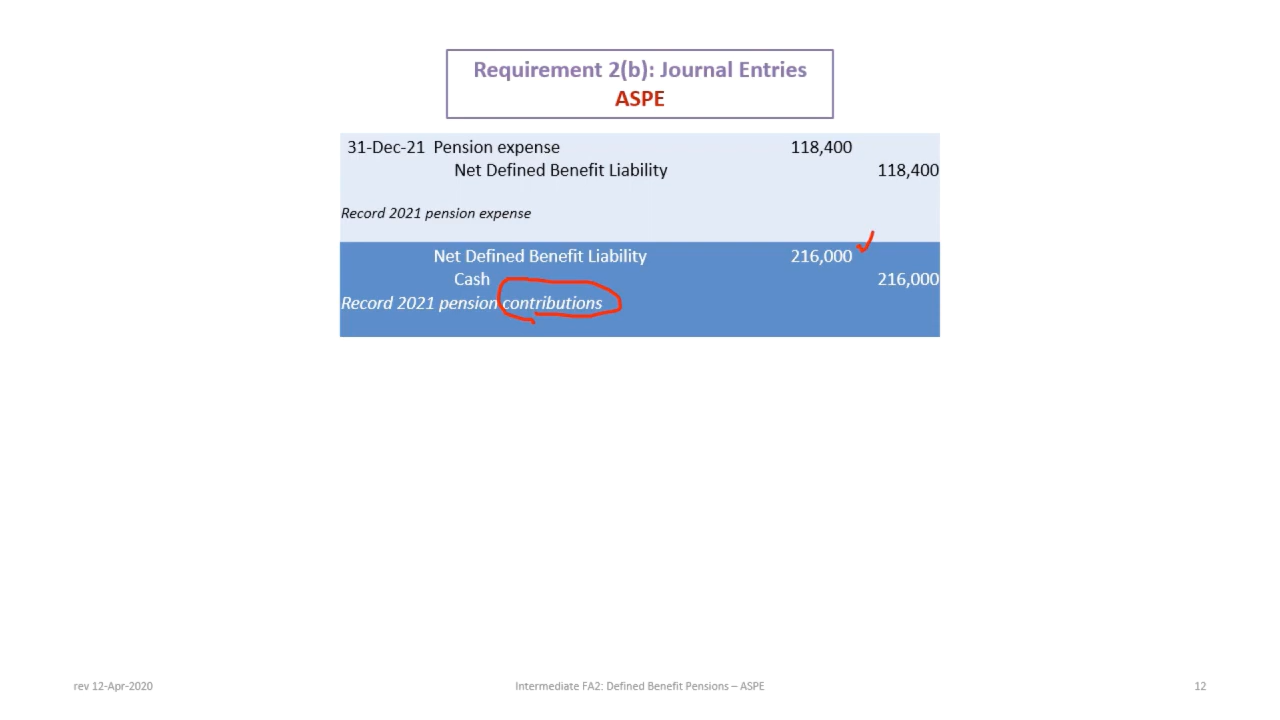 Requirement 2(b): Journal Entries
ASPE
31-Dec-21 Pension expense 118,400
Net Defined Benefit Liability 118,400
Record 2021 pension expense
Net Defined Benefit Liability 216,000
Cash 216,000
Record 2021 pension contributions
rev 12-Apr-2020 Intermediate FA2: Defined Benefit Pensions – ASPE 12